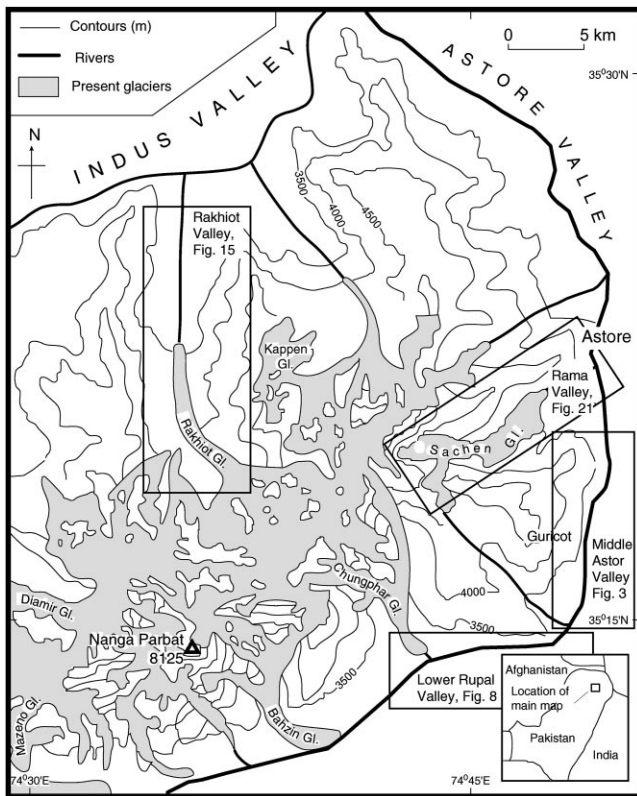 Contours (m)
Rivers
Present glaciers
0 5 km
35°30'N
N
INDUS VALLEY
ASTORE VALLEY
3500
4000
4500
Rakhiot
Valley,
Fig. 15
Kappen
Gl.
Astore
Rama
Valley,
Fig. 21
Rakhiot Gl.
Sachen Gl.
Guricot
Middle
Astor
Valley
Fig. 3
Chungphar Gl.
4000
3500
35°15'N
Diamir Gl.
Nanga Parbat
8125
3500
Lower Rupal
Valley, Fig. 8
Mazeno Gl.
Bahzin Gl.
Afghanistan
Location of
main map
Pakistan
India
74°30'E
74°45'E